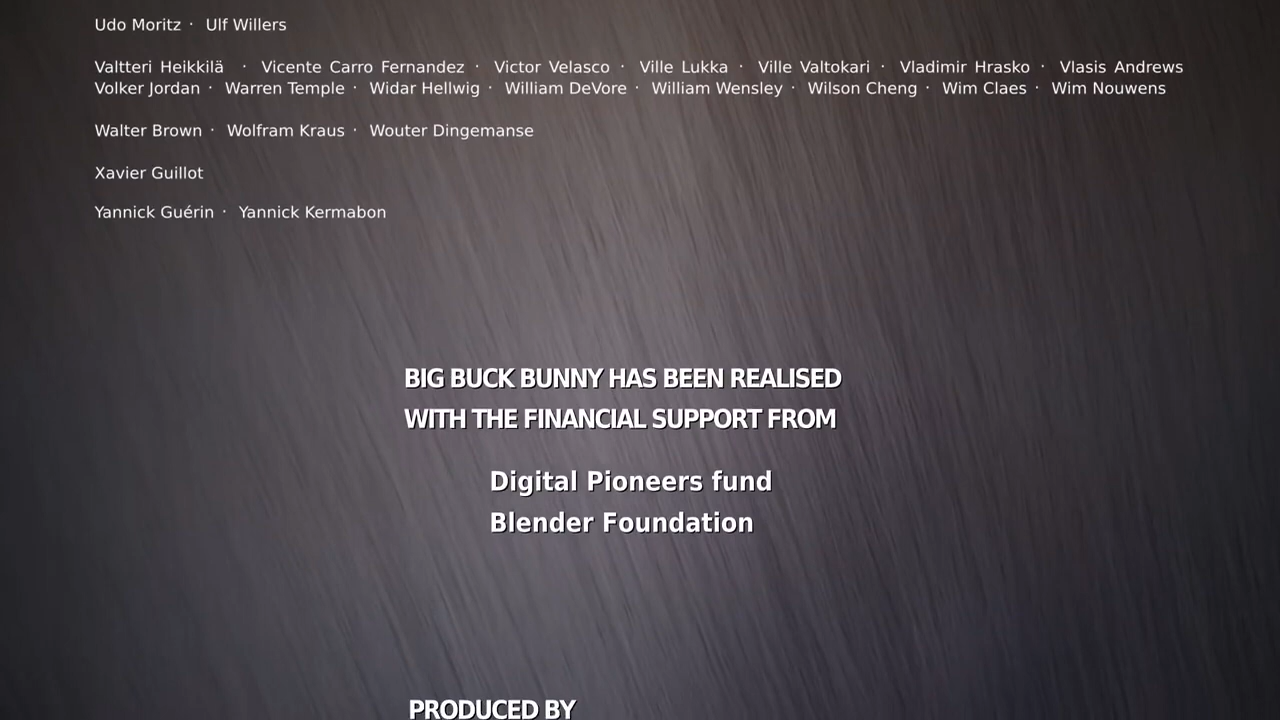 Udo Moritz · Ulf Willers
Valtteri Heikkilä · Vicente Carro Fernandez · Victor Velasco · Ville Lukka · Ville Valtokari · Vladimir Hrasko · Vlasis Andrews
Volker Jordan · Warren Temple · Widar Hellwig · William DeVore · William Wensley · Wilson Cheng · Wim Claes · Wim Nouwens
Walter Brown · Wolfram Kraus · Wouter Dingemanse
Xavier Guillot
Yannick Guérin · Yannick Kermabon
BIG BUCK BUNNY HAS BEEN REALISED
WITH THE FINANCIAL SUPPORT FROM
Digital Pioneers fund
Blender Foundation
PRODUCED BY